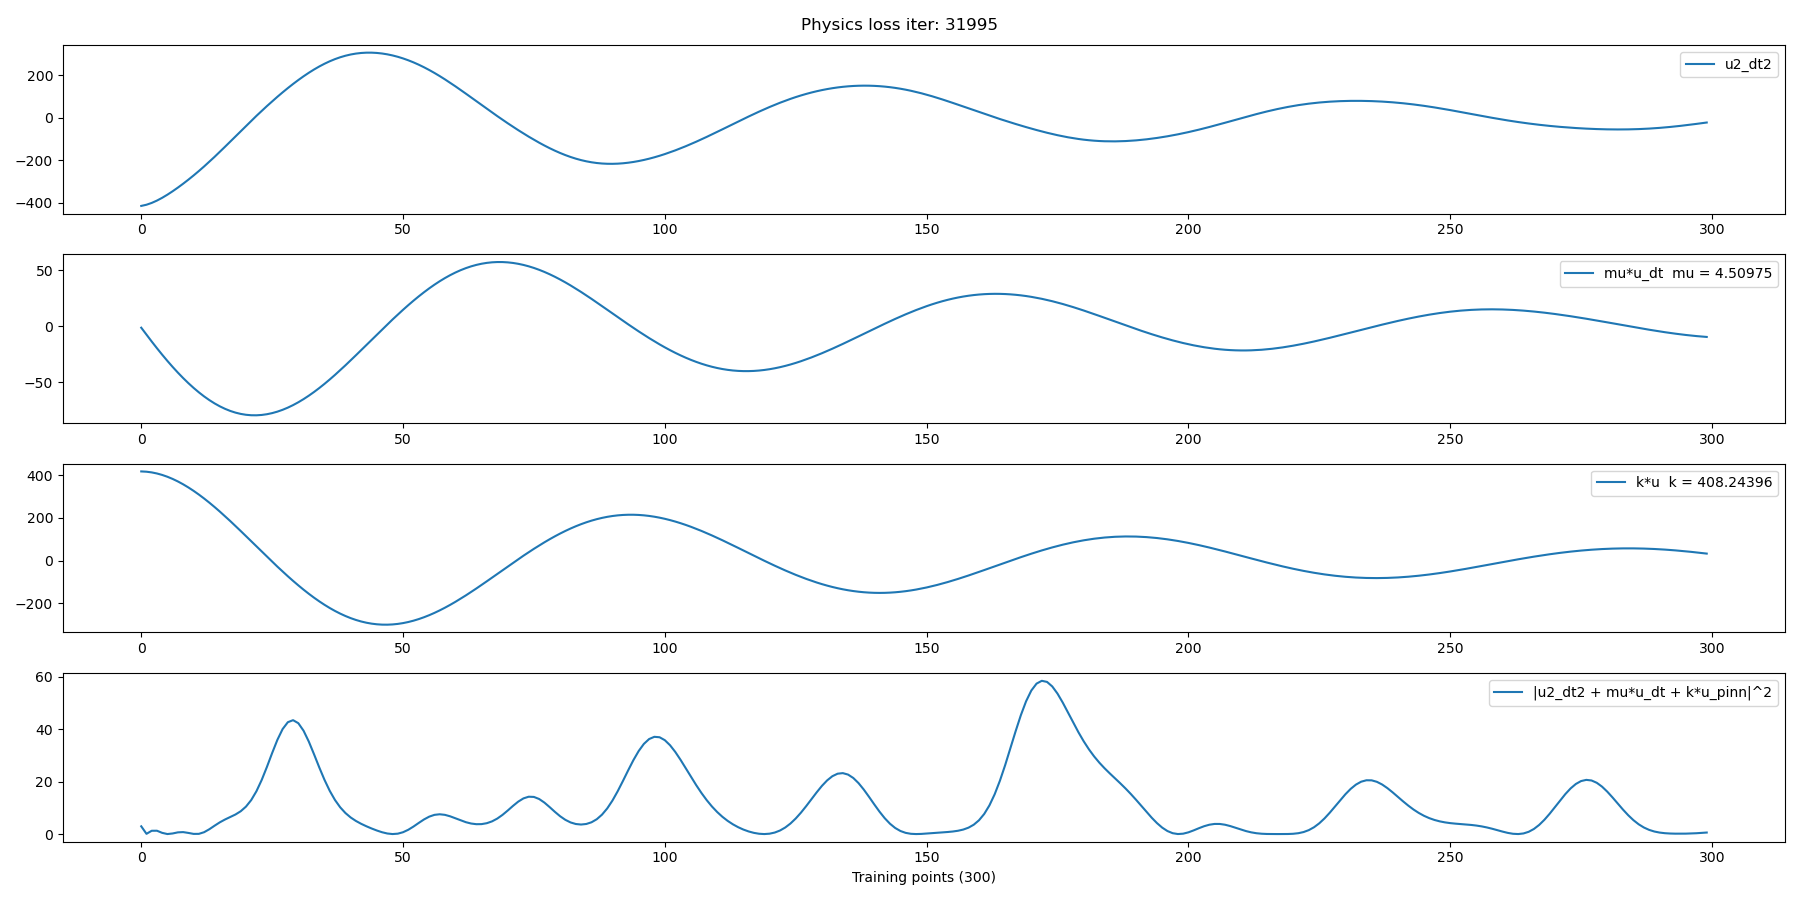 Physics loss iter: 31995
u2_dt2
200
0
−200
−400
0 50 100 150 200 250 300
mu*u_dt  mu = 4.50975
50
0
−50
0 50 100 150 200 250 300
k*u  k = 408.24396
400
200
0
−200
0 50 100 150 200 250 300
|u2_dt2 + mu*u_dt + k*u_pinn|^2
60
40
20
0
0 50 100 150 200 250 300
Training points (300)